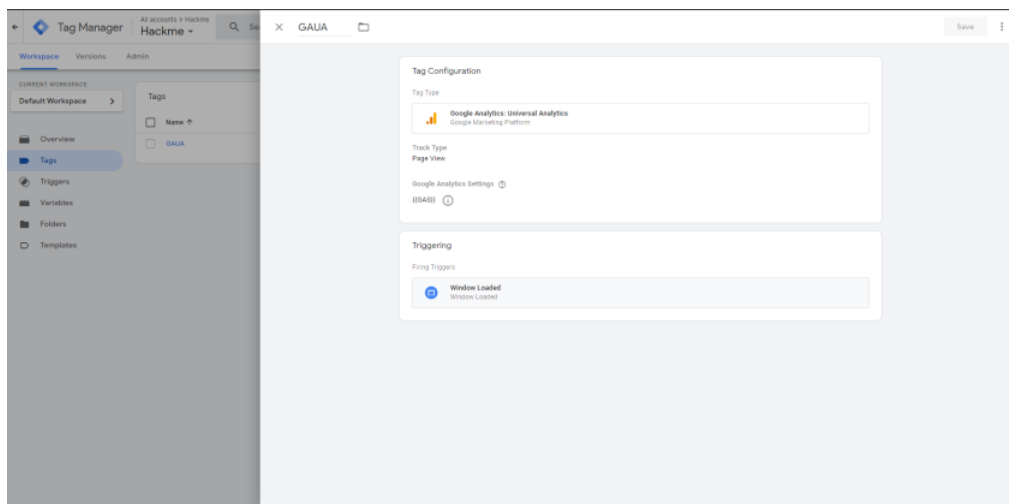 Tag Manager
All accounts > Hackme
Hackme
GAUA
Save
Workspace Versions Admin
CURRENT WORKSPACE
Default Workspace
Overview
Tags
Triggers
Variables
Folders
Templates
Tags
Name
GAUA
Tag Configuration
Tag Type
Google Analytics: Universal Analytics
Google Marketing Platform
Track Type
Page View
Google Analytics Settings
{{GAS}}
Triggering
Firing Triggers
Window Loaded
Window Loaded